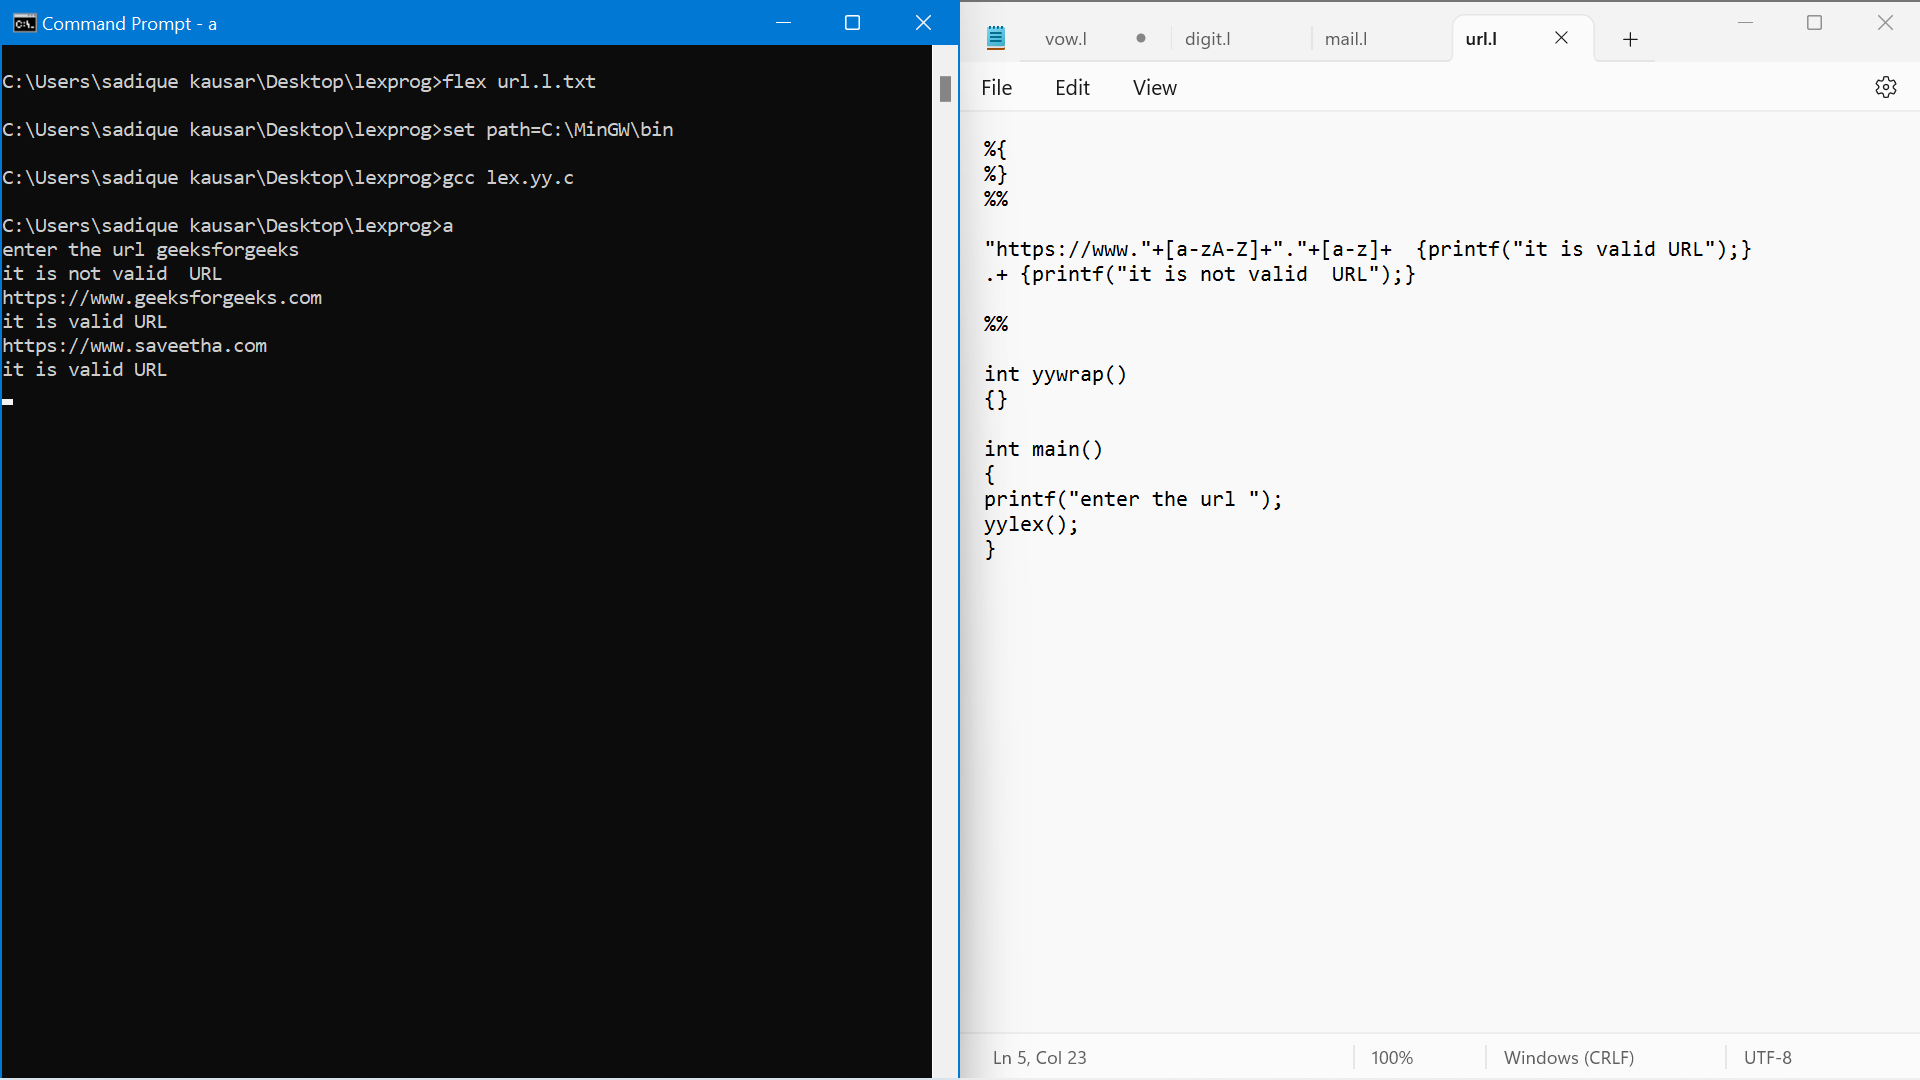 Command Prompt - a
C:\Users\sadique kausar\Desktop\lexprog>flex url.l.txt
C:\Users\sadique kausar\Desktop\lexprog>set path=C:\MinGW\bin
C:\Users\sadique kausar\Desktop\lexprog>gcc lex.yy.c
C:\Users\sadique kausar\Desktop\lexprog>a
enter the url geeksforgeeks
it is not valid  URL
https://www.geeksforgeeks.com
it is valid URL
https://www.saveetha.com
it is valid URL
vow.l digit.l mail.l url.l
File Edit View
%{
%}
%%
"https://www."+[a-zA-Z]+"."+[a-z]+  {printf("it is valid URL");}
.+ {printf("it is not valid  URL");}
%%
int yywrap()
{}
int main()
{
printf("enter the url ");
yylex();
}
Ln 5, Col 23 100% Windows (CRLF) UTF-8